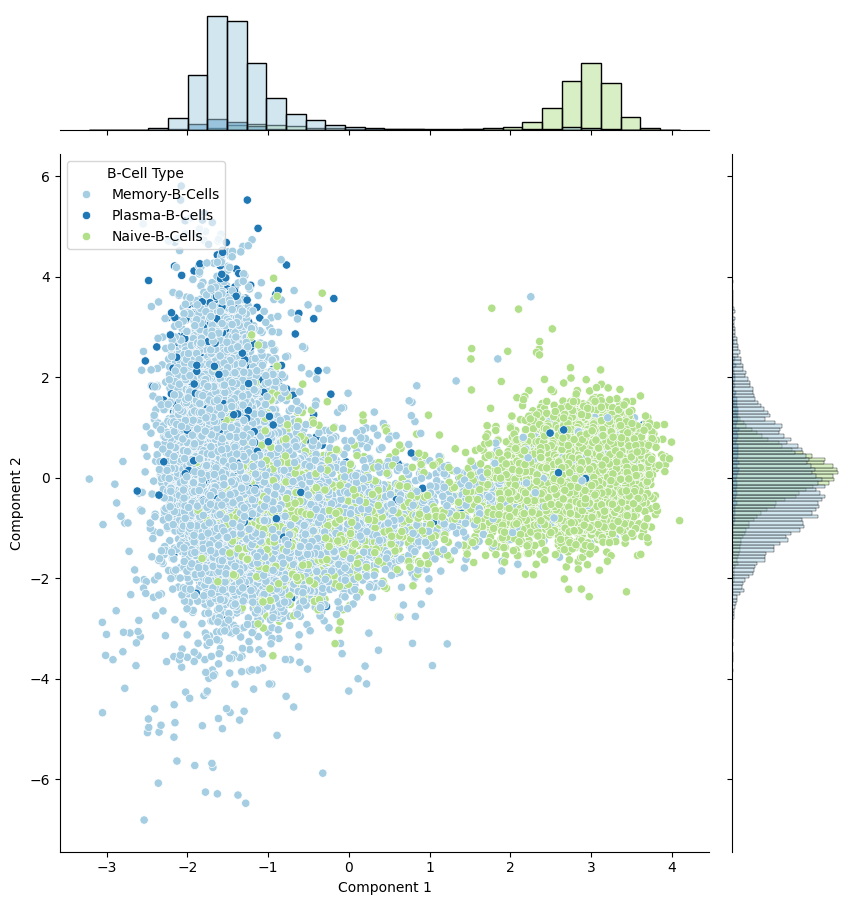 B-Cell Type
Memory-B-Cells
Plasma-B-Cells
Naive-B-Cells
6
4
2
0
−2
−4
−6
Component 2
−3
−2
−1
0
1
2
3
4
Component 1